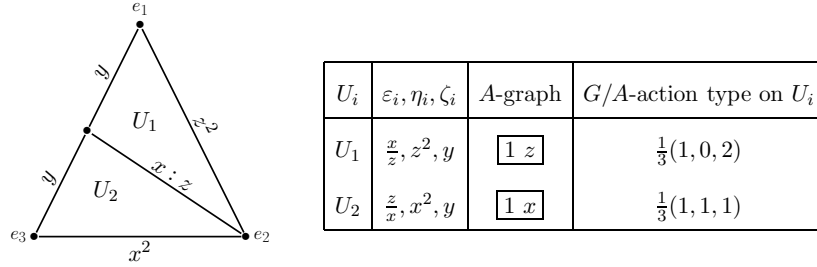 e₁
y
z²
U₁
x : z
y
U₂
e₃
e₂
x²
Uᵢ | εᵢ, ηᵢ, ζᵢ | A-graph | G/A-action type on Uᵢ
U₁ | x/z, z², y | 1 z | 1/3(1, 0, 2)
U₂ | z/x, x², y | 1 x | 1/3(1, 1, 1)